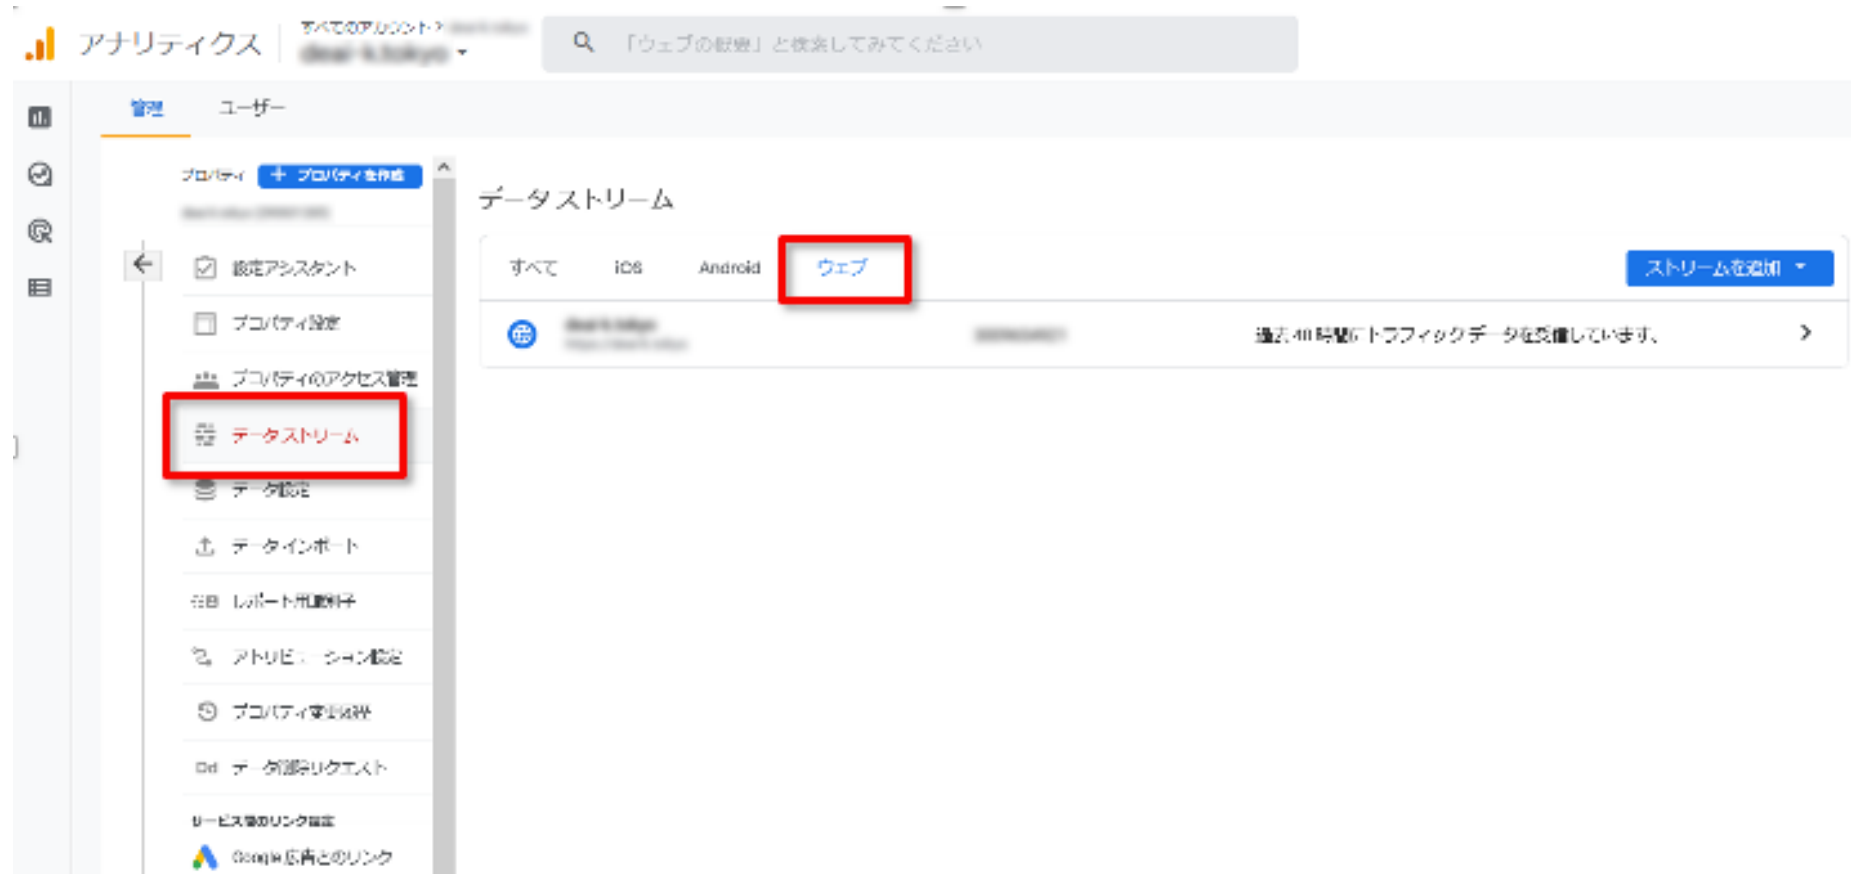 アナリティクス
すべてのアカウント >
「ウェブの概要」と検索してみてください
管理 ユーザー
プロパティ + プロパティを作成
データ ストリーム
設定アシスタント
すべて iOS Android ウェブ ストリームを追加
プロパティ設定
過去 48 時間にトラフィック データを受信しています。
プロパティのアクセス管理
データ ストリーム
データ設定
データ インポート
レポート用識別子
アトリビューション設定
プロパティ変更履歴
Dd データ削除リクエスト
サービス間のリンク設定
Google 広告とのリンク